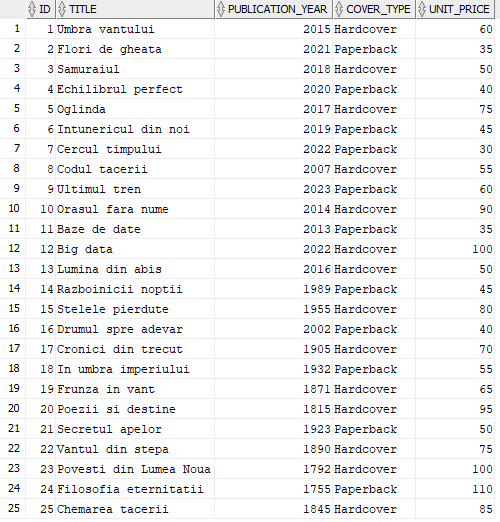 ID TITLE PUBLICATION_YEAR COVER_TYPE UNIT_PRICE
1 1 Umbra vantului 2015 Hardcover 60
2 2 Flori de gheata 2021 Paperback 35
3 3 Samuraiul 2018 Hardcover 50
4 4 Echilibrul perfect 2020 Paperback 40
5 5 Oglinda 2017 Hardcover 75
6 6 Intunericul din noi 2019 Paperback 45
7 7 Cercul timpului 2022 Paperback 30
8 8 Codul tacerii 2007 Hardcover 55
9 9 Ultimul tren 2023 Paperback 60
10 10 Orasul fara nume 2014 Hardcover 90
11 11 Baze de date 2013 Paperback 35
12 12 Big data 2022 Hardcover 100
13 13 Lumina din abis 2016 Hardcover 50
14 14 Razboinicii noptii 1989 Paperback 45
15 15 Stelele pierdute 1955 Hardcover 80
16 16 Drumul spre adevar 2002 Paperback 40
17 17 Cronici din trecut 1905 Hardcover 70
18 18 In umbra imperiului 1932 Paperback 55
19 19 Frunza in vant 1871 Hardcover 65
20 20 Poezii si destine 1815 Hardcover 95
21 21 Secretul apelor 1923 Paperback 50
22 22 Vantul din stepa 1890 Hardcover 75
23 23 Povesti din Lumea Noua 1792 Hardcover 100
24 24 Filosofia eternitatii 1755 Paperback 110
25 25 Chemarea tacerii 1845 Hardcover 85